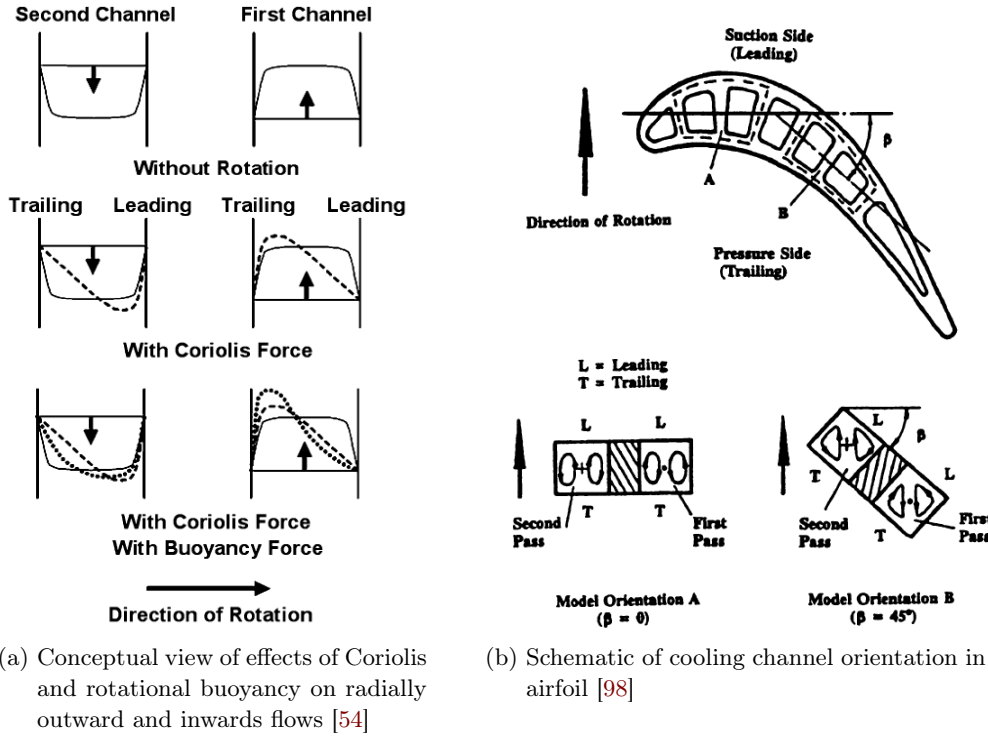 Second Channel First Channel
Without Rotation
Trailing Leading Trailing Leading
With Coriolis Force
With Coriolis Force
With Buoyancy Force
Direction of Rotation
(a) Conceptual view of effects of Coriolis
and rotational buoyancy on radially
outward and inwards flows [54]
Suction Side
(Leading)
β
A
B
Direction of Rotation
Pressure Side
(Trailing)
L = Leading
T = Trailing
L L
T T
Second
Pass
First
Pass
Model Orientation A
(β = 0)
L
β
T
L
T
Second
Pass
First
Pass
Model Orientation B
(β = 45°)
(b) Schematic of cooling channel orientation in
airfoil [98]